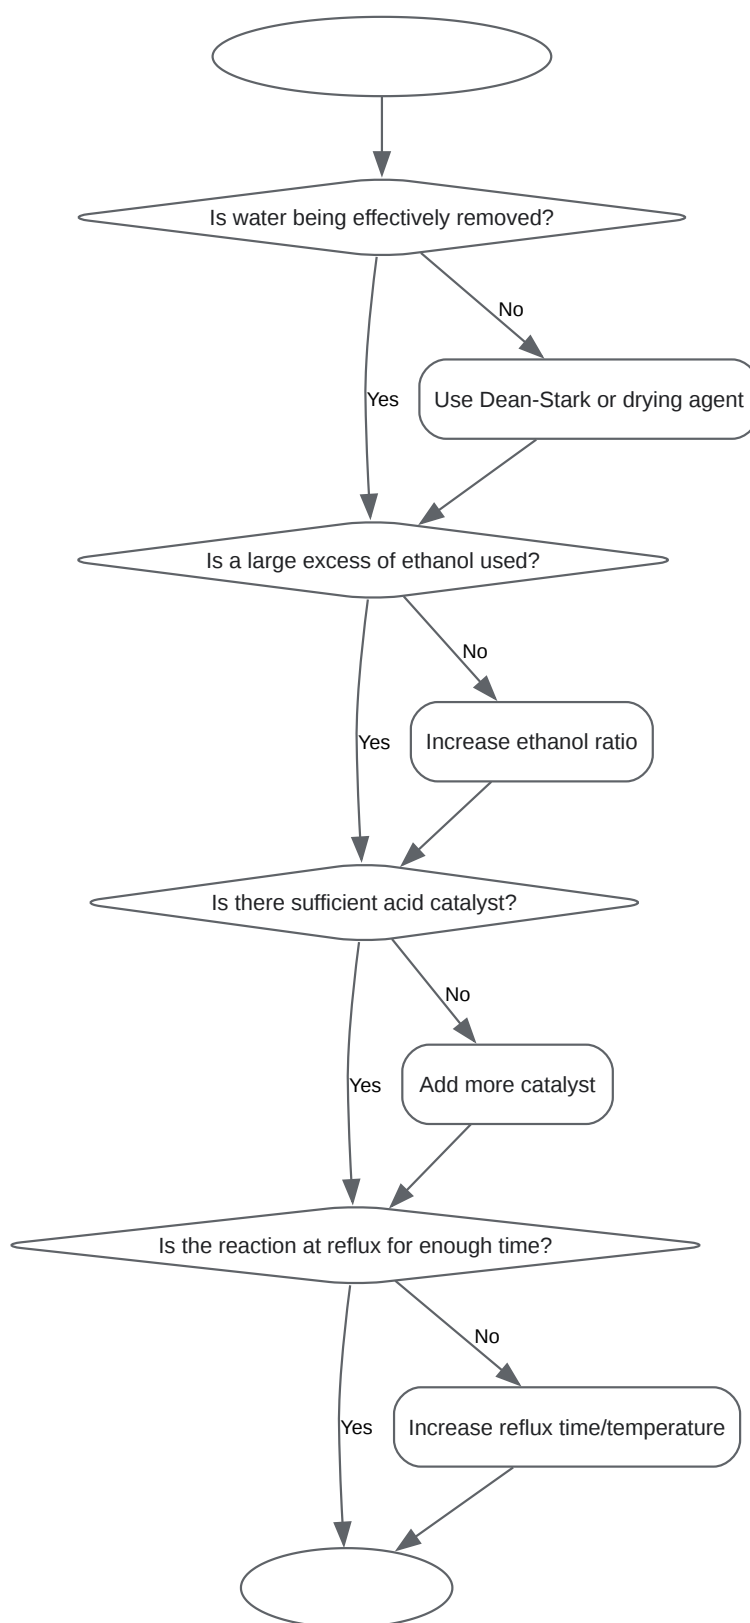 Is water being effectively removed?
No
Yes
Use Dean-Stark or drying agent
Is a large excess of ethanol used?
No
Yes
Increase ethanol ratio
Is there sufficient acid catalyst?
No
Yes
Add more catalyst
Is the reaction at reflux for enough time?
No
Yes
Increase reflux time/temperature